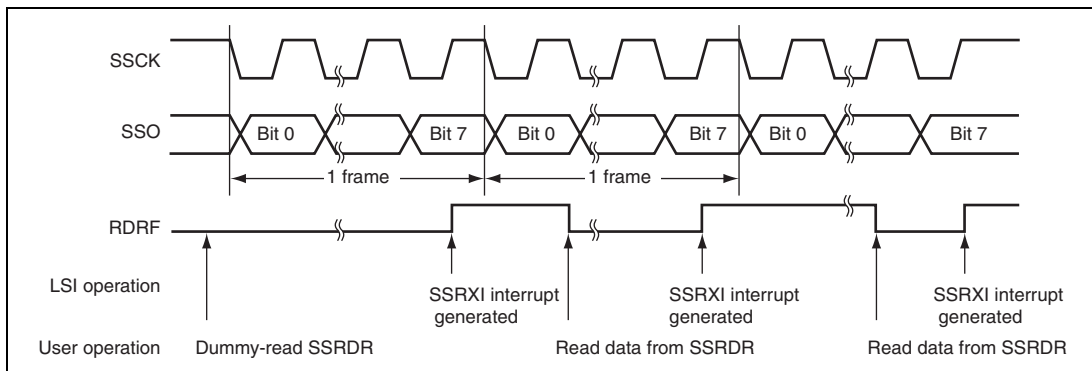 SSCK
SSO
Bit 0
Bit 7
Bit 0
Bit 7
Bit 0
Bit 7
1 frame
1 frame
RDRF
LSI operation
SSRXI interrupt
generated
SSRXI interrupt
generated
SSRXI interrupt
generated
User operation
Dummy-read SSRDR
Read data from SSRDR
Read data from SSRDR